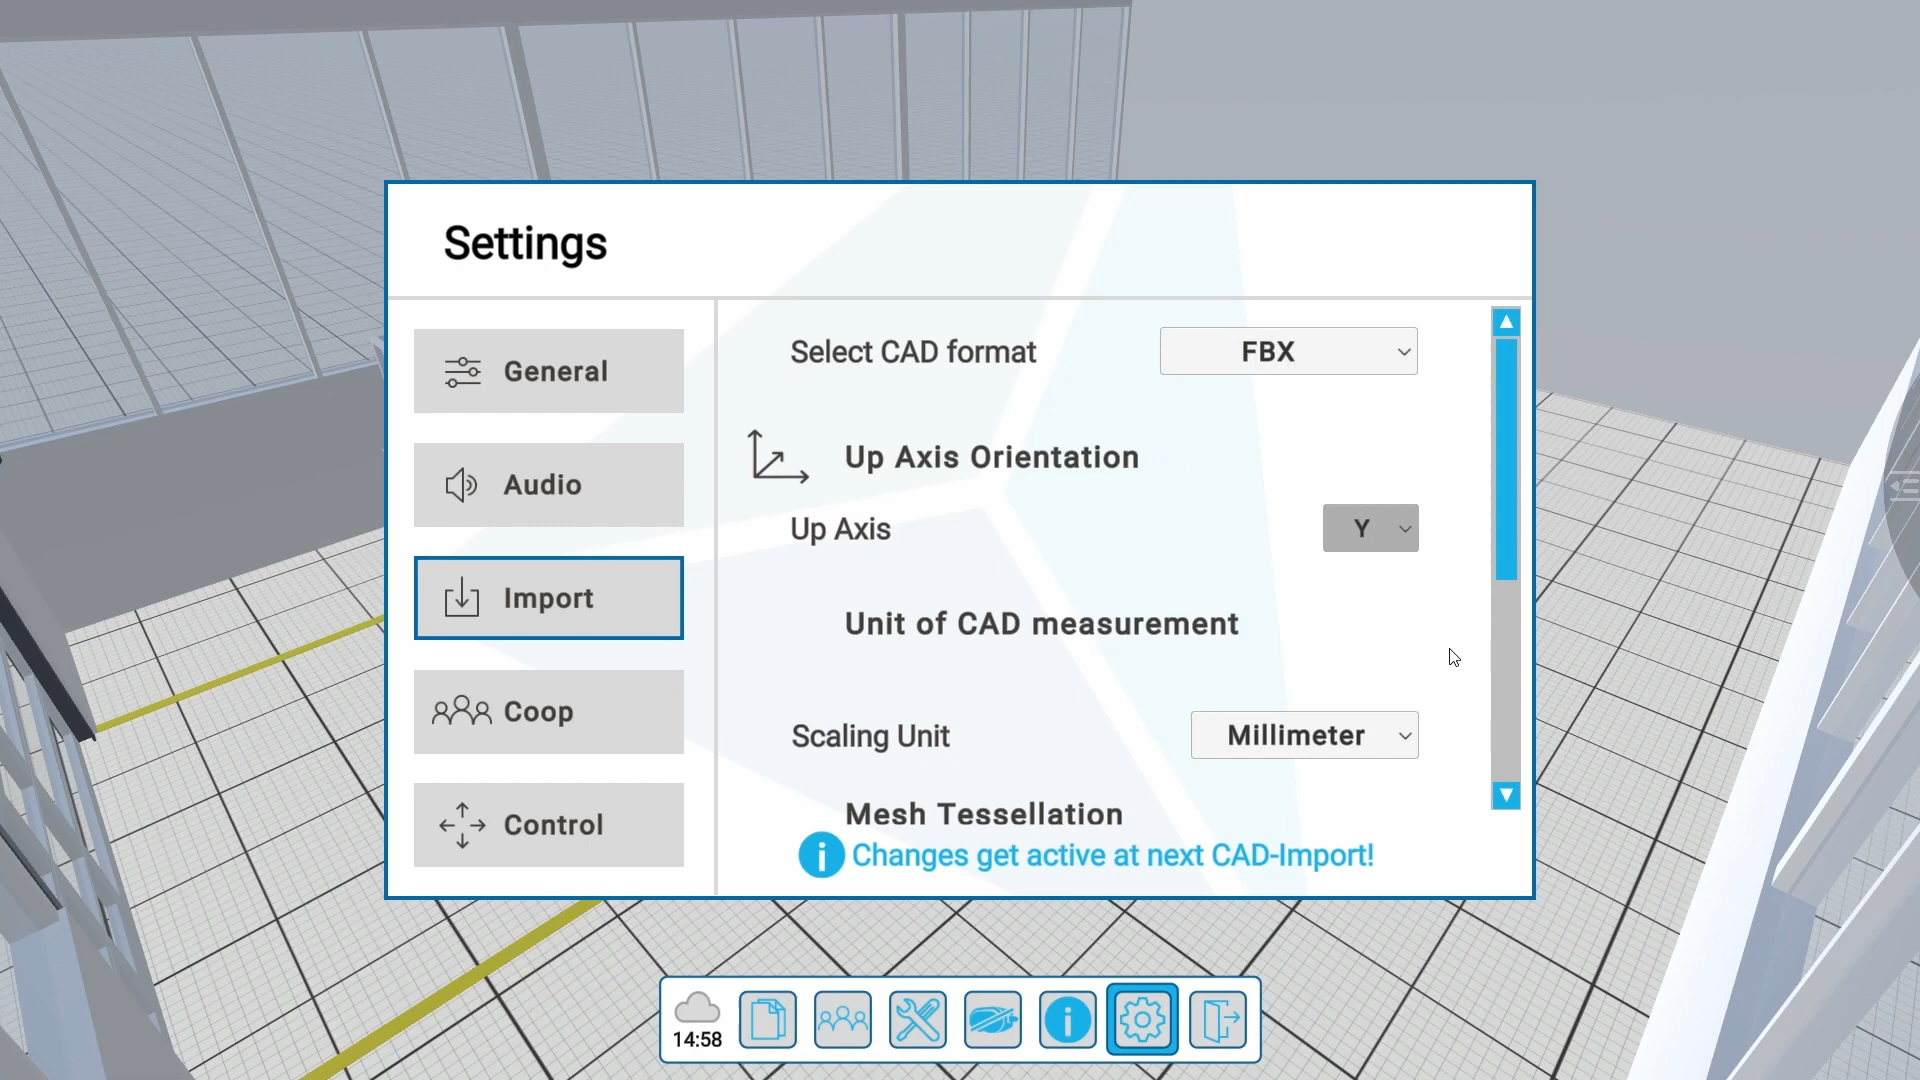 Settings
General
Audio
Import
Coop
Control
Select CAD format
FBX
Up Axis Orientation
Up Axis
Y
Unit of CAD measurement
Scaling Unit
Millimeter
Mesh Tessellation
Changes get active at next CAD-Import!
14:58